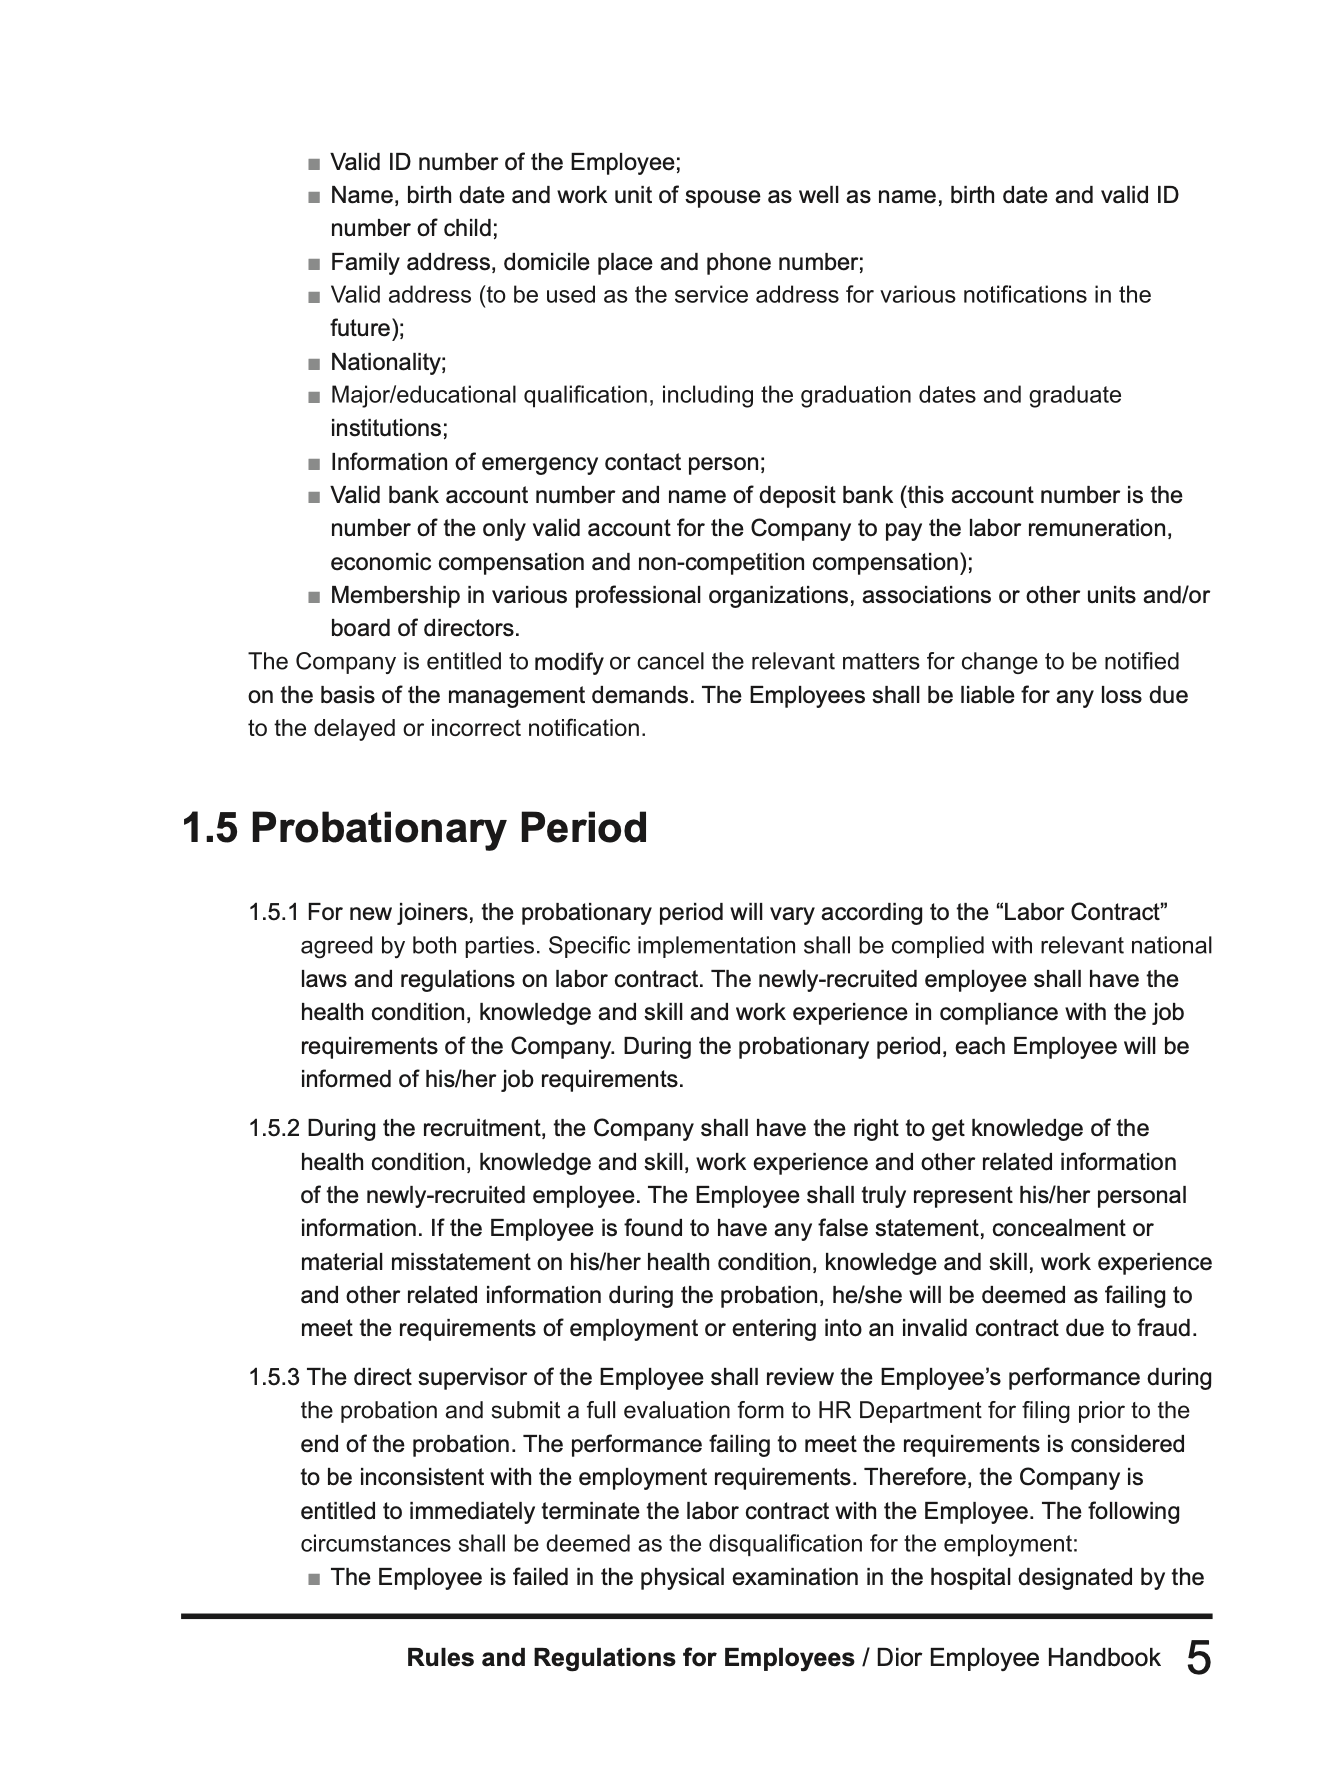 ■ Valid ID number of the Employee;
■ Name, birth date and work unit of spouse as well as name, birth date and valid ID
number of child;
■ Family address, domicile place and phone number;
■ Valid address (to be used as the service address for various notifications in the
future);
■ Nationality;
■ Major/educational qualification, including the graduation dates and graduate
institutions;
■ Information of emergency contact person;
■ Valid bank account number and name of deposit bank (this account number is the
number of the only valid account for the Company to pay the labor remuneration,
economic compensation and non-competition compensation);
■ Membership in various professional organizations, associations or other units and/or
board of directors.
The Company is entitled to modify or cancel the relevant matters for change to be notified
on the basis of the management demands. The Employees shall be liable for any loss due
to the delayed or incorrect notification.
1.5 Probationary Period
1.5.1 For new joiners, the probationary period will vary according to the “Labor Contract”
agreed by both parties. Specific implementation shall be complied with relevant national
laws and regulations on labor contract. The newly-recruited employee shall have the
health condition, knowledge and skill and work experience in compliance with the job
requirements of the Company. During the probationary period, each Employee will be
informed of his/her job requirements.
1.5.2 During the recruitment, the Company shall have the right to get knowledge of the
health condition, knowledge and skill, work experience and other related information
of the newly-recruited employee. The Employee shall truly represent his/her personal
information. If the Employee is found to have any false statement, concealment or
material misstatement on his/her health condition, knowledge and skill, work experience
and other related information during the probation, he/she will be deemed as failing to
meet the requirements of employment or entering into an invalid contract due to fraud.
1.5.3 The direct supervisor of the Employee shall review the Employee’s performance during
the probation and submit a full evaluation form to HR Department for filing prior to the
end of the probation. The performance failing to meet the requirements is considered
to be inconsistent with the employment requirements. Therefore, the Company is
entitled to immediately terminate the labor contract with the Employee. The following
circumstances shall be deemed as the disqualification for the employment:
■ The Employee is failed in the physical examination in the hospital designated by the
Rules and Regulations for Employees / Dior Employee Handbook 5